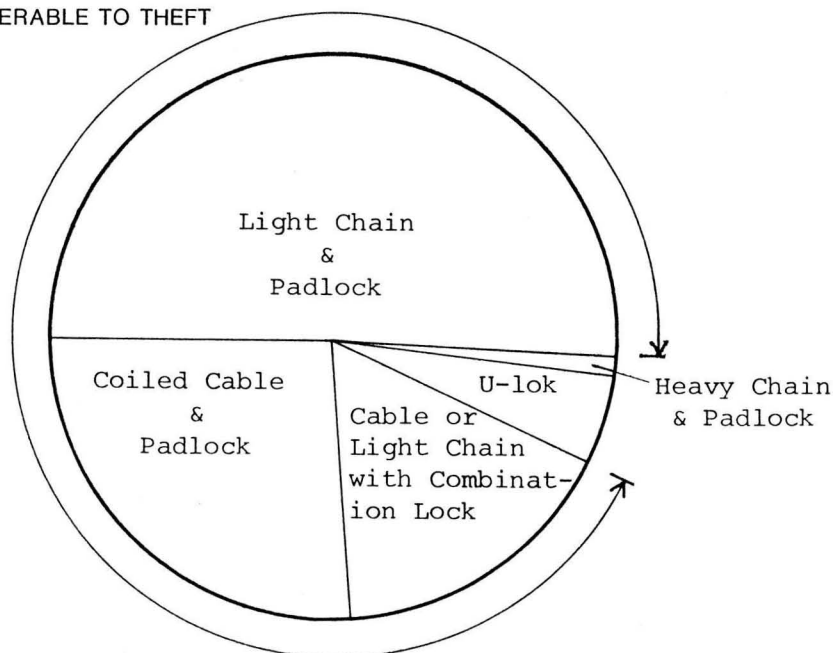 TO THEFT
Light Chain
&
Padlock
Coiled Cable
&
Padlock
U-lok
Heavy Chain
& Padlock
Cable or
Light Chain
with Combinat-
ion Lock